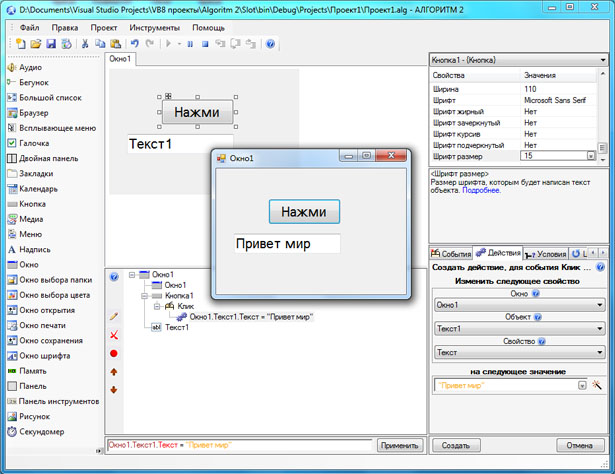 D:\Documents\Visual Studio Projects\VB8 проекты\Algoritm 2\Slot\bin\Debug\Projects\Проект1\Проект1.alg - АЛГОРИТМ 2
Файл Правка Проект Инструменты Помощь
Аудио
Бегунок
Большой список
Браузер
Всплывающее меню
Галочка
Двойная панель
Закладки
Календарь
Кнопка
Медиа
Меню
Надпись
Окно
Окно выбора папки
Окно выбора цвета
Окно открытия
Окно печати
Окно сохранения
Окно шрифта
Память
Панель
Панель инструментов
Рисунок
Секундомер
Окно1
Нажми
Текст1
Окно1
Нажми
Привет мир
Окно1
Окно1
Кнопка1
Клик
Окно1.Текст1.Текст = "Привет мир"
Текст1
Окно1.Текст1.Текст = "Привет мир"
Применить
Кнопка1 - {Кнопка}
Свойства Значения
Ширина 110
Шрифт Microsoft Sans Serif
Шрифт жирный Нет
Шрифт зачеркнутый Нет
Шрифт курсив Нет
Шрифт подчеркнутый Нет
Шрифт размер 15
<Шрифт размер>
Размер шрифта, которым будет написан текст
объекта. Подробнее.
События Действия Условия
Создать действие, для события Клик ...
Изменить следующее свойство
Окно
Окно1
Объект
Текст1
Свойство
Текст
на следующее значение
"Привет мир"
Создать Отмена